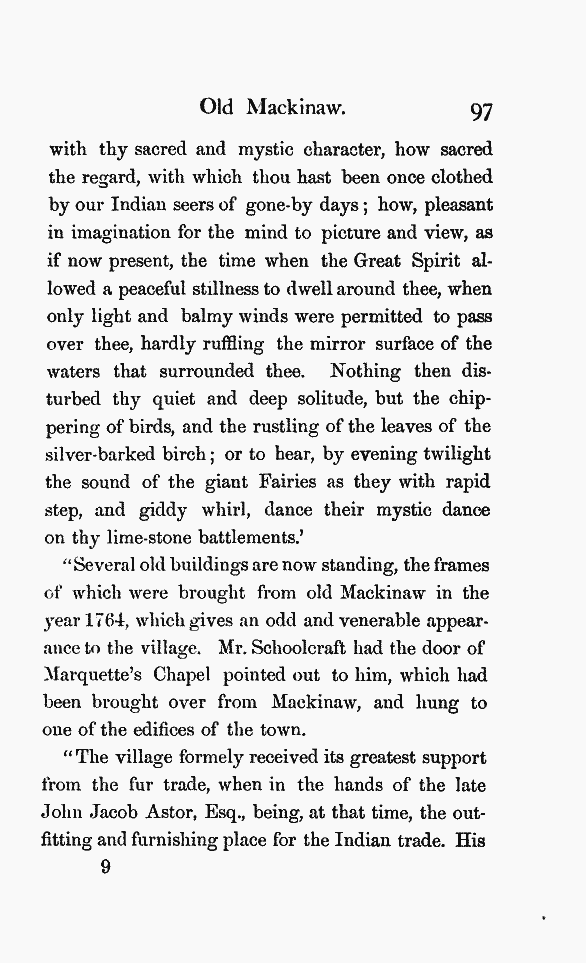 Old Mackinaw. 97
with thy sacred and mystic character, how sacred
the regard, with which thou hast been once clothed
by our Indian seers of gone-by days; how, pleasant
in imagination for the mind to picture and view, as
if now present, the time when the Great Spirit al-
lowed a peaceful stillness to dwell around thee, when
only light and balmy winds were permitted to pass
over thee, hardly ruffling the mirror surface of the
waters that surrounded thee. Nothing then dis-
turbed thy quiet and deep solitude, but the chip-
pering of birds, and the rustling of the leaves of the
silver-barked birch; or to hear, by evening twilight
the sound of the giant Fairies as they with rapid
step, and giddy whirl, dance their mystic dance
on thy lime-stone battlements.'
"Several old buildings are now standing, the frames
of which were brought from old Mackinaw in the
year 1764, which gives an odd and venerable appear-
ance to the village. Mr. Schoolcraft had the door of
Marquette's Chapel pointed out to him, which had
been brought over from Mackinaw, and hung to
one of the edifices of the town.
"The village formely received its greatest support
from the fur trade, when in the hands of the late
John Jacob Astor, Esq., being, at that time, the out-
fitting and furnishing place for the Indian trade. His
9